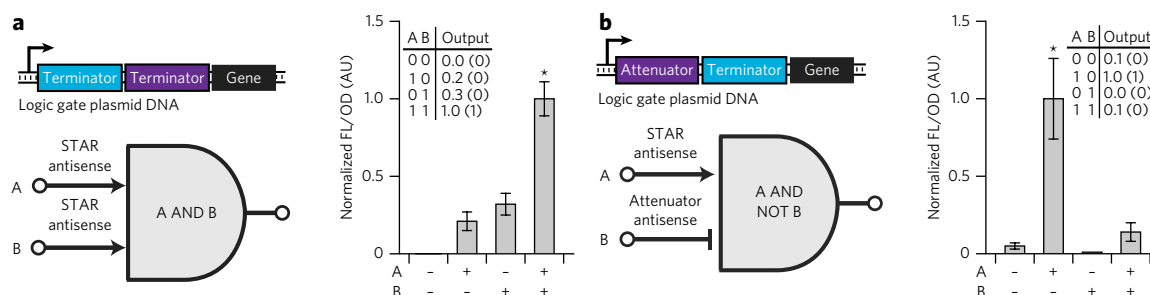 a
Terminator Terminator Gene
Logic gate plasmid DNA
STAR
antisense
A
STAR
antisense
B
A AND B
Normalized FL/OD (AU)
1.5
1.0
0.5
0
A B Output
0 0 0.0 (0)
1 0 0.2 (0)
0 1 0.3 (0)
1 1 1.0 (1)
*
A – + – +
B – – + +
b
Attenuator Terminator Gene
Logic gate plasmid DNA
STAR
antisense
A
Attenuator
antisense
B
A AND
NOT B
Normalized FL/OD (AU)
1.5
1.0
0.5
0
A B Output
0 0 0.1 (0)
1 0 1.0 (1)
0 1 0.0 (0)
1 1 0.1 (0)
*
A – + – +
B – – + +